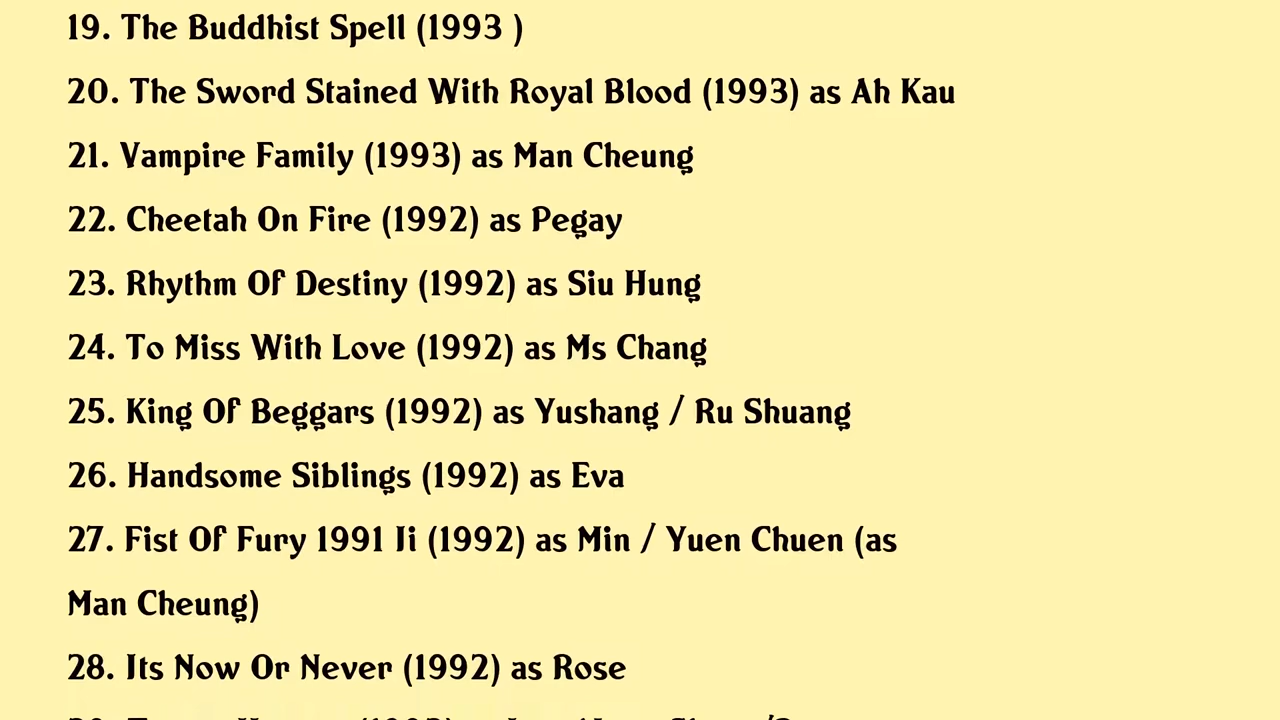 19. The Buddhist Spell (1993 )
20. The Sword Stained With Royal Blood (1993) as Ah Kau
21. Vampire Family (1993) as Man Cheung
22. Cheetah On Fire (1992) as Pegay
23. Rhythm Of Destiny (1992) as Siu Hung
24. To Miss With Love (1992) as Ms Chang
25. King Of Beggars (1992) as Yushang / Ru Shuang
26. Handsome Siblings (1992) as Eva
27. Fist Of Fury 1991 Ii (1992) as Min / Yuen Chuen (as
Man Cheung)
28. Its Now Or Never (1992) as Rose